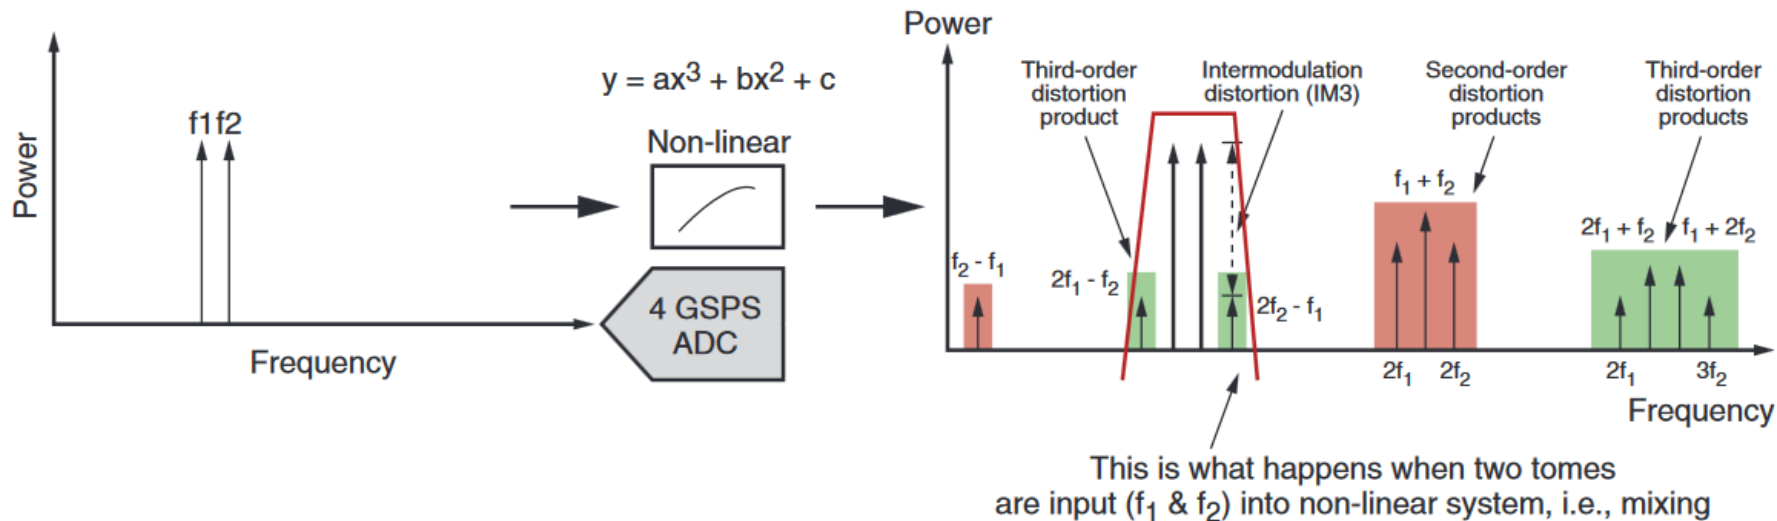 Power
f1 f2
Frequency
y = ax³ + bx² + c
Non-linear
4 GSPS
ADC
Power
Third-order
distortion
product
Intermodulation
distortion (IM3)
Second-order
distortion
products
Third-order
distortion
products
f₂ - f₁
2f₁ - f₂
2f₂ - f₁
f₁ + f₂
2f₁ + f₂
f₁ + 2f₂
2f₁
2f₂
2f₁
3f₂
Frequency
This is what happens when two tomes
are input (f₁ & f₂) into non-linear system, i.e., mixing